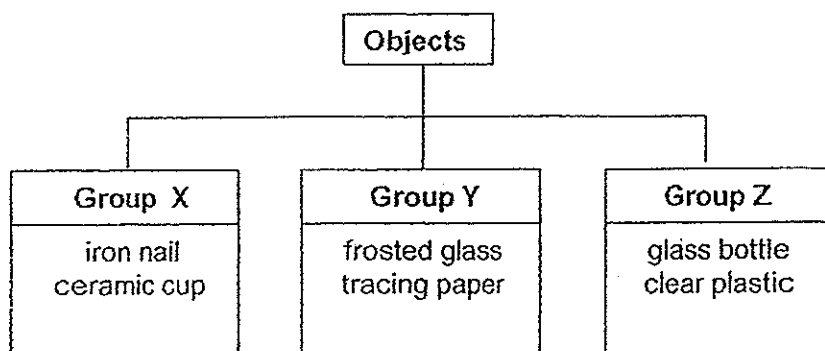 Objects
Group X
iron nail
ceramic cup
Group Y
frosted glass
tracing paper
Group Z
glass bottle
clear plastic